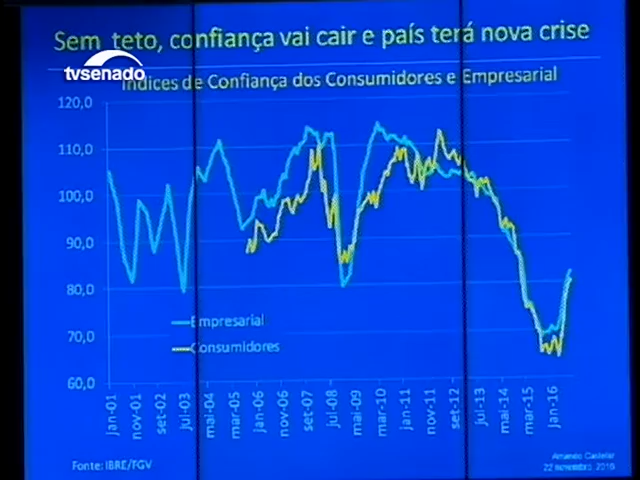 Sem teto, confiança vai cair e país terá nova crise
tvsenado
Índices de Confiança dos Consumidores e Empresarial
120,0
110,0
100,0
90,0
80,0
70,0
60,0
Empresarial
Consumidores
jan-01
nov-01
set-02
jul-03
mai-04
mar-05
jan-06
nov-06
set-07
jul-08
mai-09
mar-10
jan-11
nov-11
set-12
jul-13
mai-14
mar-15
jan-16
Fonte: IBRE/FGV
Armando Castelar
22 novembro, 2016